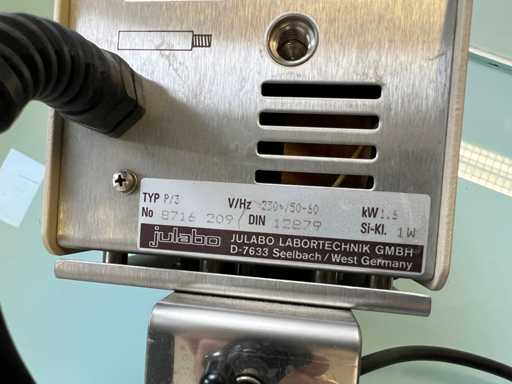 TYP P/3 V/Hz 230~/50-60 kW 1.5
No 8716 209/ DIN 12879 Si-Kl. 1W
julabo JULABO LABORTECHNIK GMBH
D-7633 Seelbach/West Germany